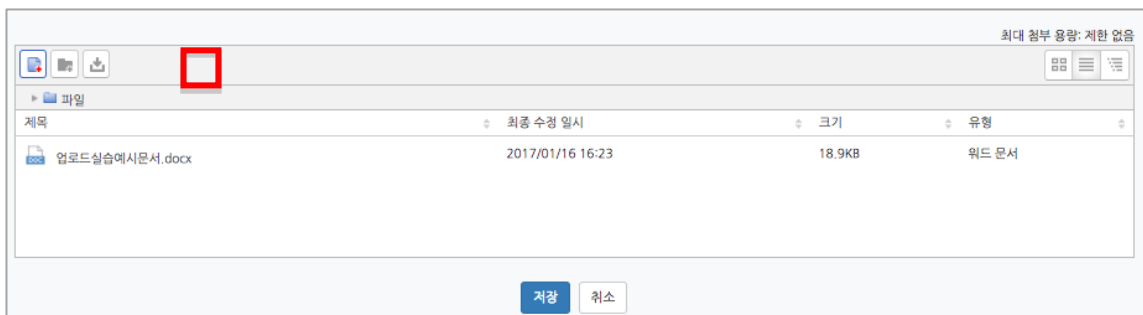 최대 첨부 용량: 제한 없음
파일
제목 최종 수정 일시 크기 유형
업로드실습예시문서.docx 2017/01/16 16:23 18.9KB 워드 문서
저장 취소